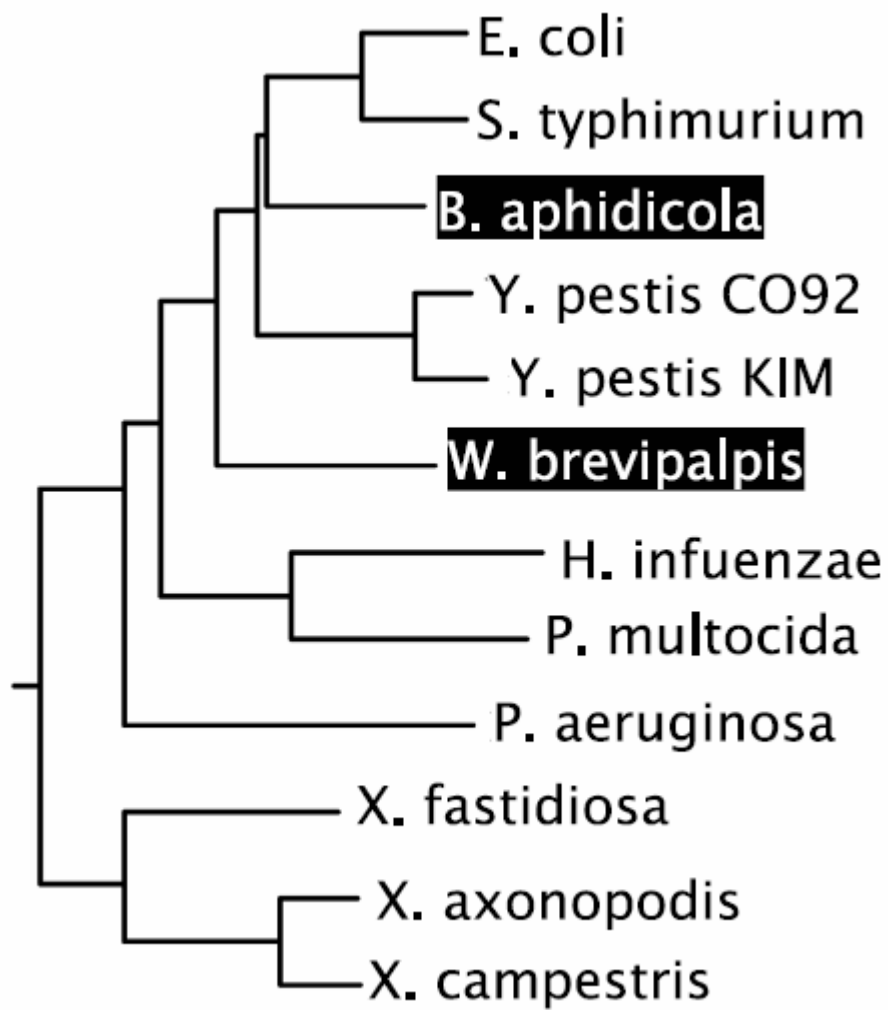 E. coli
S. typhimurium
B. aphidicola
Y. pestis CO92
Y. pestis KIM
W. brevipalpis
H. infuenzae
P. multocida
P. aeruginosa
X. fastidiosa
X. axonopodis
X. campestris